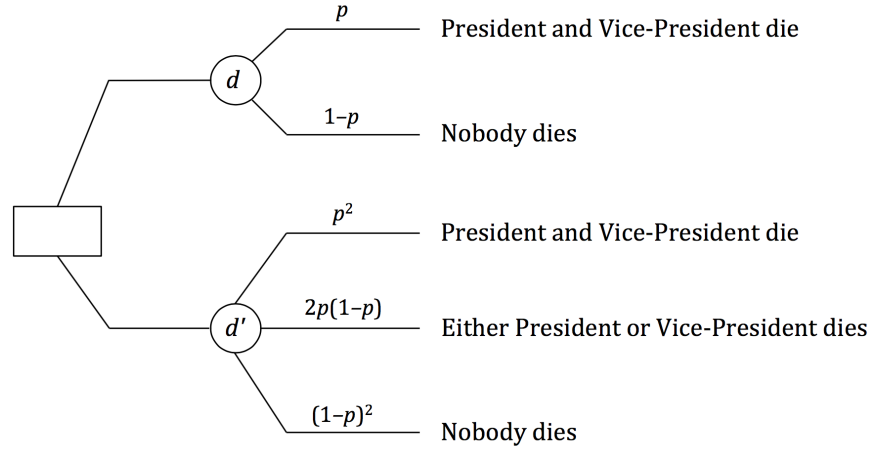 p
President and Vice-President die
d
1–p
Nobody dies
p²
President and Vice-President die
2p(1–p)
d'
Either President or Vice-President dies
(1–p)²
Nobody dies